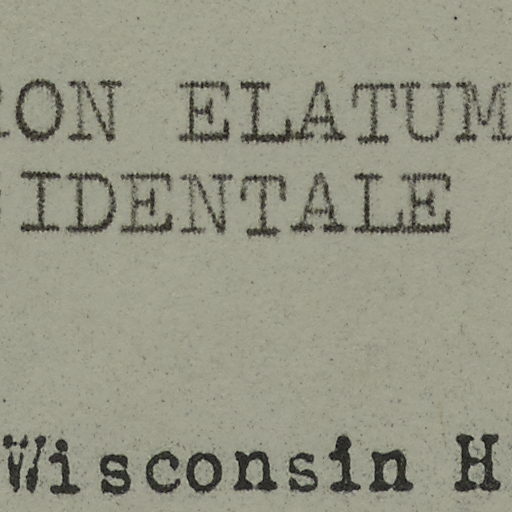 RON ELATUM
IDENTALE
Wisconsin H